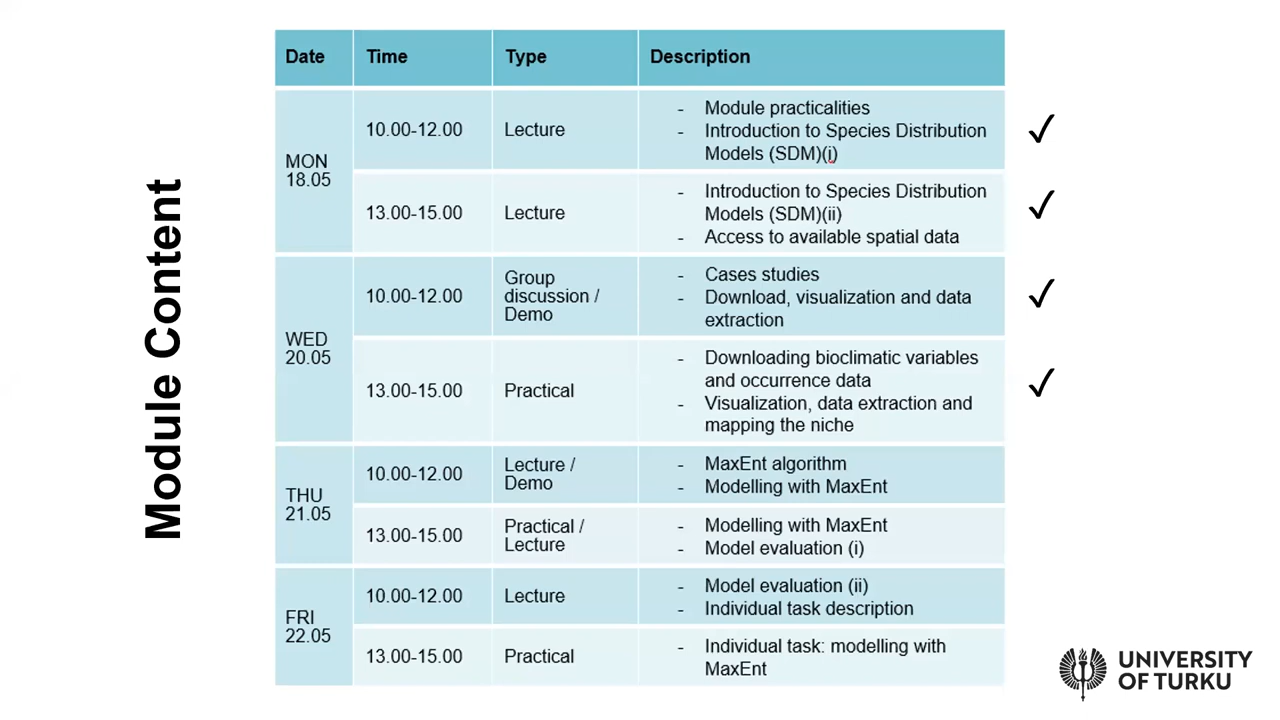 Module Content
Date Time Type Description
MON
18.05
10.00-12.00
Lecture
- Module practicalities
- Introduction to Species Distribution
Models (SDM)(i)
✓
13.00-15.00
Lecture
- Introduction to Species Distribution
Models (SDM)(ii)
- Access to available spatial data
✓
WED
20.05
10.00-12.00
Group
discussion /
Demo
- Cases studies
- Download, visualization and data
extraction
✓
13.00-15.00
Practical
- Downloading bioclimatic variables
and occurrence data
- Visualization, data extraction and
mapping the niche
✓
THU
21.05
10.00-12.00
Lecture /
Demo
- MaxEnt algorithm
- Modelling with MaxEnt
13.00-15.00
Practical /
Lecture
- Modelling with MaxEnt
- Model evaluation (i)
FRI
22.05
10.00-12.00
Lecture
- Model evaluation (ii)
- Individual task description
13.00-15.00
Practical
- Individual task: modelling with
MaxEnt
UNIVERSITY
OF TURKU